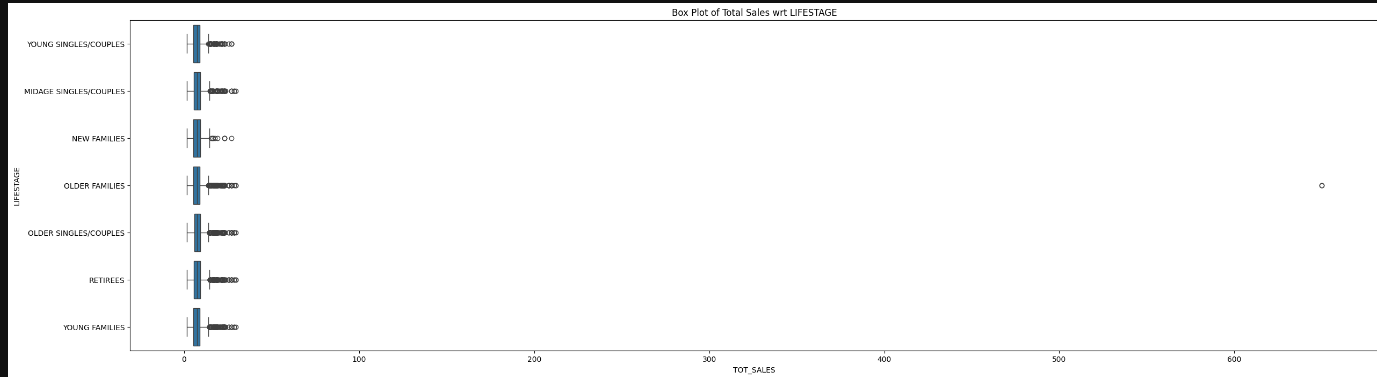 Box Plot of Total Sales wrt LIFESTAGE
YOUNG SINGLES/COUPLES
MIDAGE SINGLES/COUPLES
NEW FAMILIES
OLDER FAMILIES
OLDER SINGLES/COUPLES
RETIREES
YOUNG FAMILIES
LIFESTAGE
0 100 200 300 400 500 600
TOT_SALES